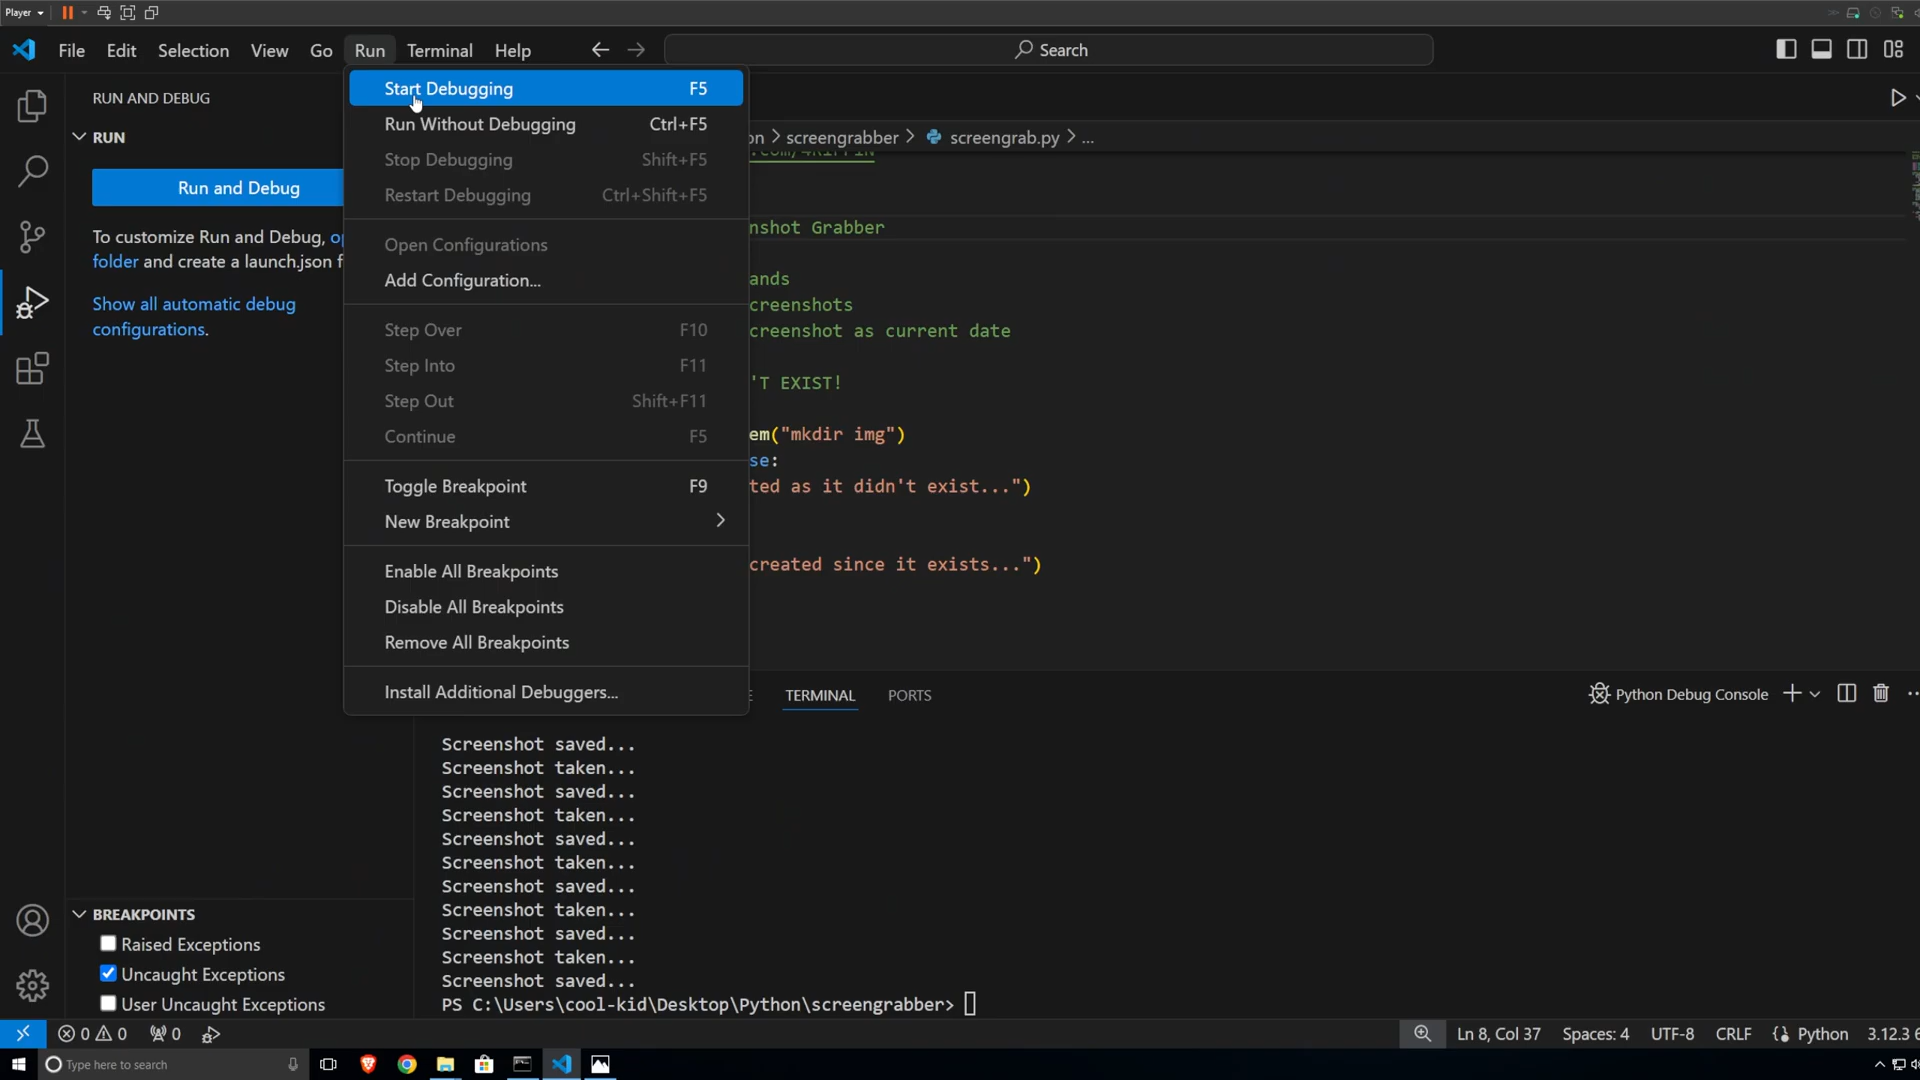 Player
File Edit Selection View Go Run Terminal Help
Search
RUN AND DEBUG
RUN
Run and Debug
To customize Run and Debug,
folder and create a launch.json
Show all automatic debug
configurations.
Start Debugging F5
Run Without Debugging Ctrl+F5
Stop Debugging Shift+F5
Restart Debugging Ctrl+Shift+F5
Open Configurations
Add Configuration...
Step Over F10
Step Into F11
Step Out Shift+F11
Continue F5
Toggle Breakpoint F9
New Breakpoint
Enable All Breakpoints
Disable All Breakpoints
Remove All Breakpoints
Install Additional Debuggers...
on > screengrabber > screengrab.py > ...
.com/4RIFFIN
nshot Grabber
ands
creenshots
creenshot as current date
'T EXIST!
em("mkdir img")
se:
ted as it didn't exist...")
created since it exists...")
TERMINAL PORTS
Python Debug Console
Screenshot saved...
Screenshot taken...
Screenshot saved...
Screenshot taken...
Screenshot saved...
Screenshot taken...
Screenshot saved...
Screenshot taken...
Screenshot saved...
Screenshot taken...
Screenshot saved...
PS C:\Users\cool-kid\Desktop\Python\screengrabber>
BREAKPOINTS
Raised Exceptions
Uncaught Exceptions
User Uncaught Exceptions
0 0 0
Ln 8, Col 37 Spaces: 4 UTF-8 CRLF Python 3.12.3
Type here to search